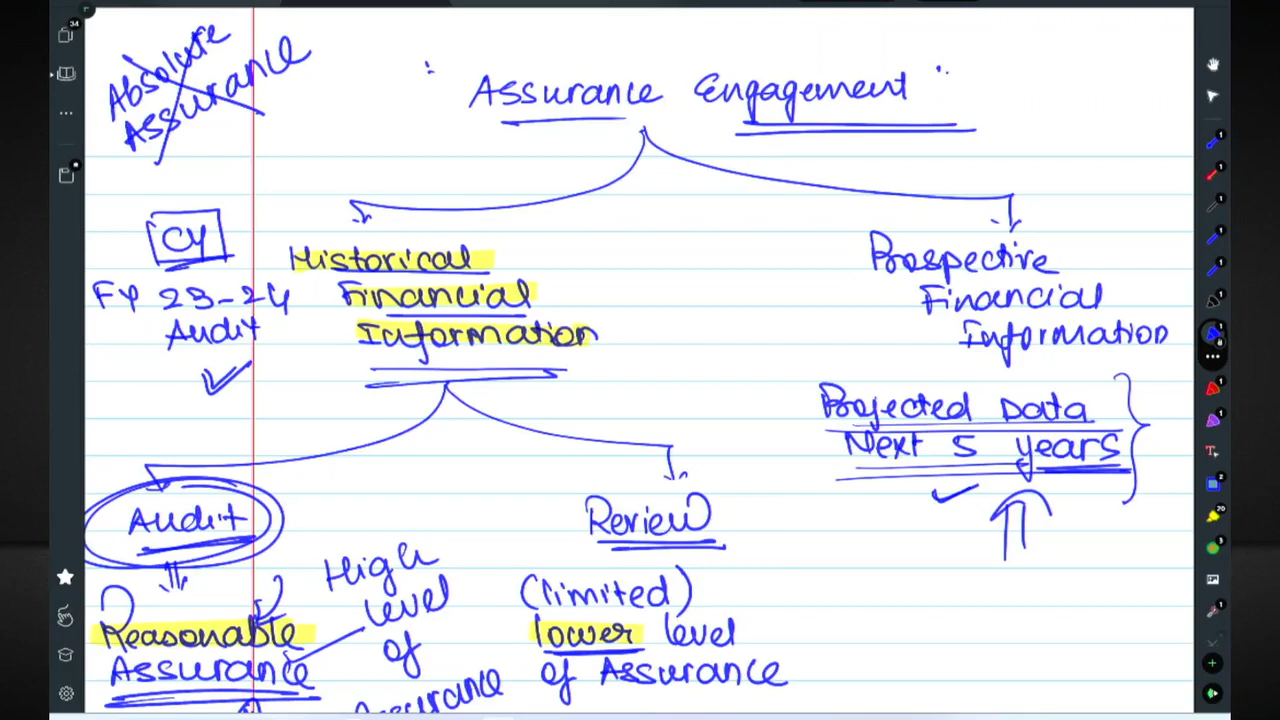 Absolute
Assurance
" Assurance Engagement "
CY
FY 23-24
Audit
Historical
Financial
Information
Prospective
Financial
Information
Projected Data
Next 5 years
Audit
Review
Reasonable
Assurance
High
level
of
Assurance
(limited)
lower level
of Assurance